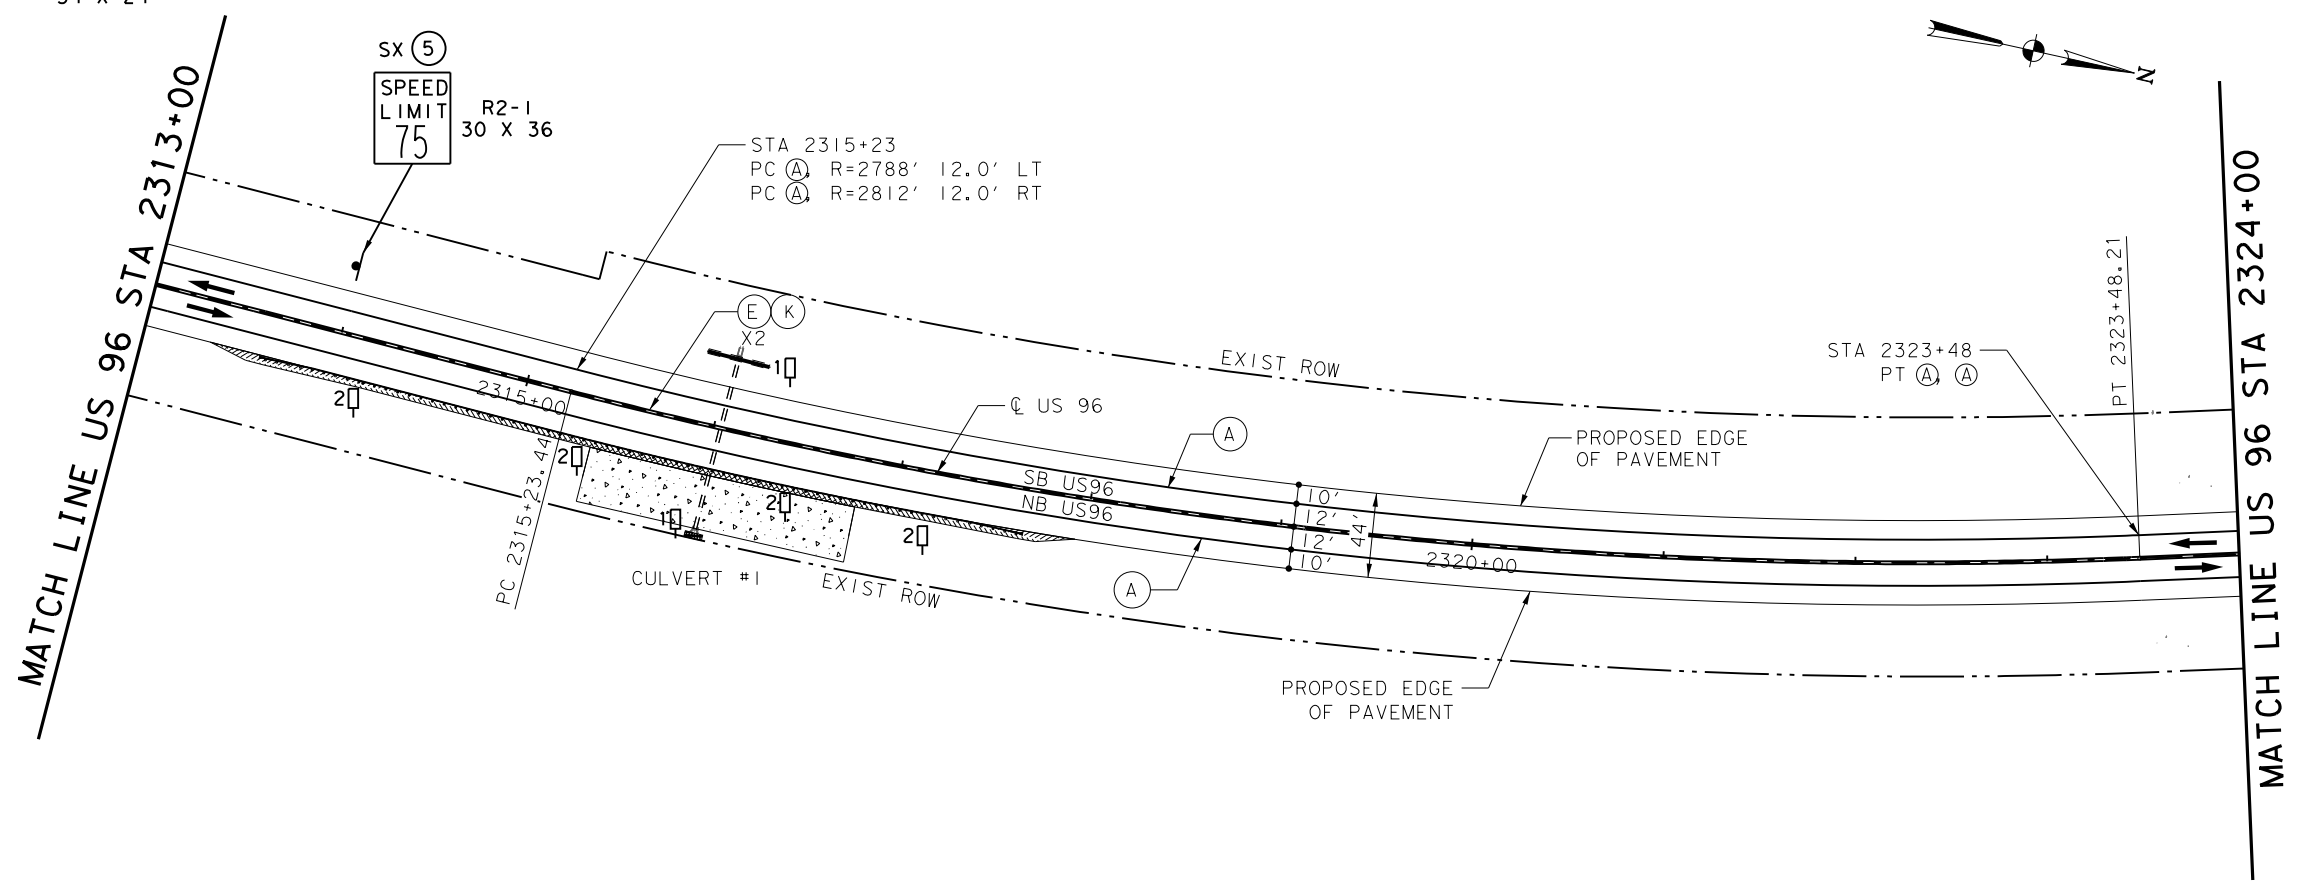 SX 5
SPEED
LIMIT
75
R2-1
30 X 36
MATCH LINE US 96 STA 2313+00
STA 2315+23
PC A, R=2788' 12.0' LT
PC A, R=2812' 12.0' RT
N
E K
X2
1
2
2315+00
PC 2315+23.44
2
1
2
2
CULVERT #1
EXIST ROW
EXIST ROW
℄ US 96
A
SB US96
NB US96
A
10'
12'
12'
10'
44'
PROPOSED EDGE
OF PAVEMENT
2320+00
PROPOSED EDGE
OF PAVEMENT
STA 2323+48
PT A, A
PT 2323+48.21
MATCH LINE US 96 STA 2324+00